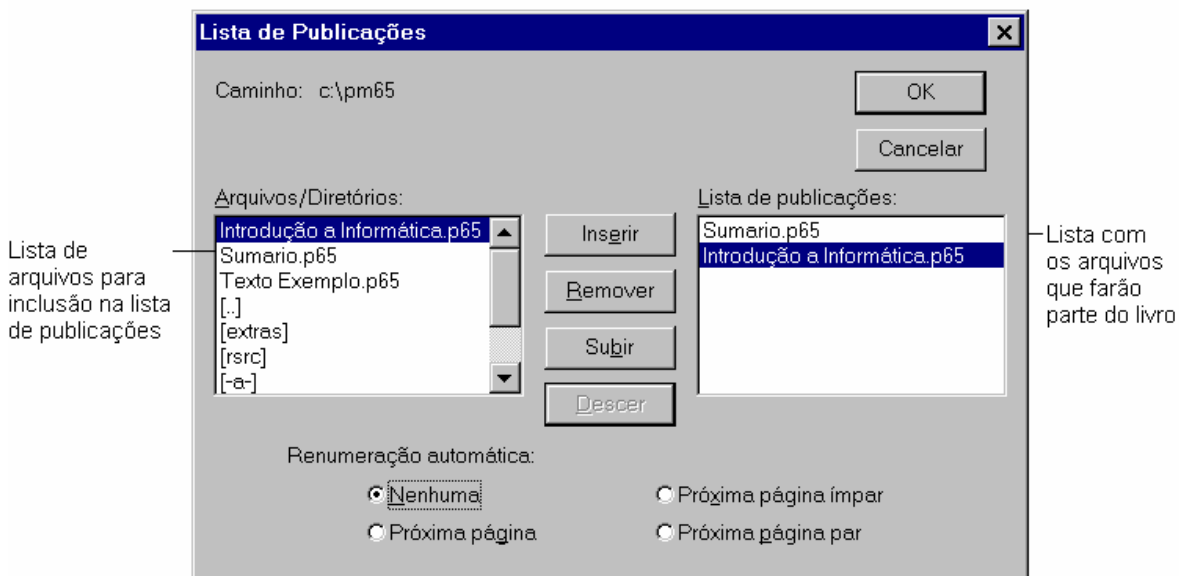 Lista de Publicações
Caminho: c:\pm65
OK
Cancelar
Arquivos/Diretórios:
Introdução a Informática.p65
Sumario.p65
Texto Exemplo.p65
[..]
[extras]
[rsrc]
[-a-]
Inserir
Remover
Subir
Descer
Lista de publicações:
Sumario.p65
Introdução a Informática.p65
Lista de
arquivos para
inclusão na lista
de publicações
Lista com
os arquivos
que farão
parte do livro
Renumeração automática:
Nenhuma
Próxima página ímpar
Próxima página
Próxima página par